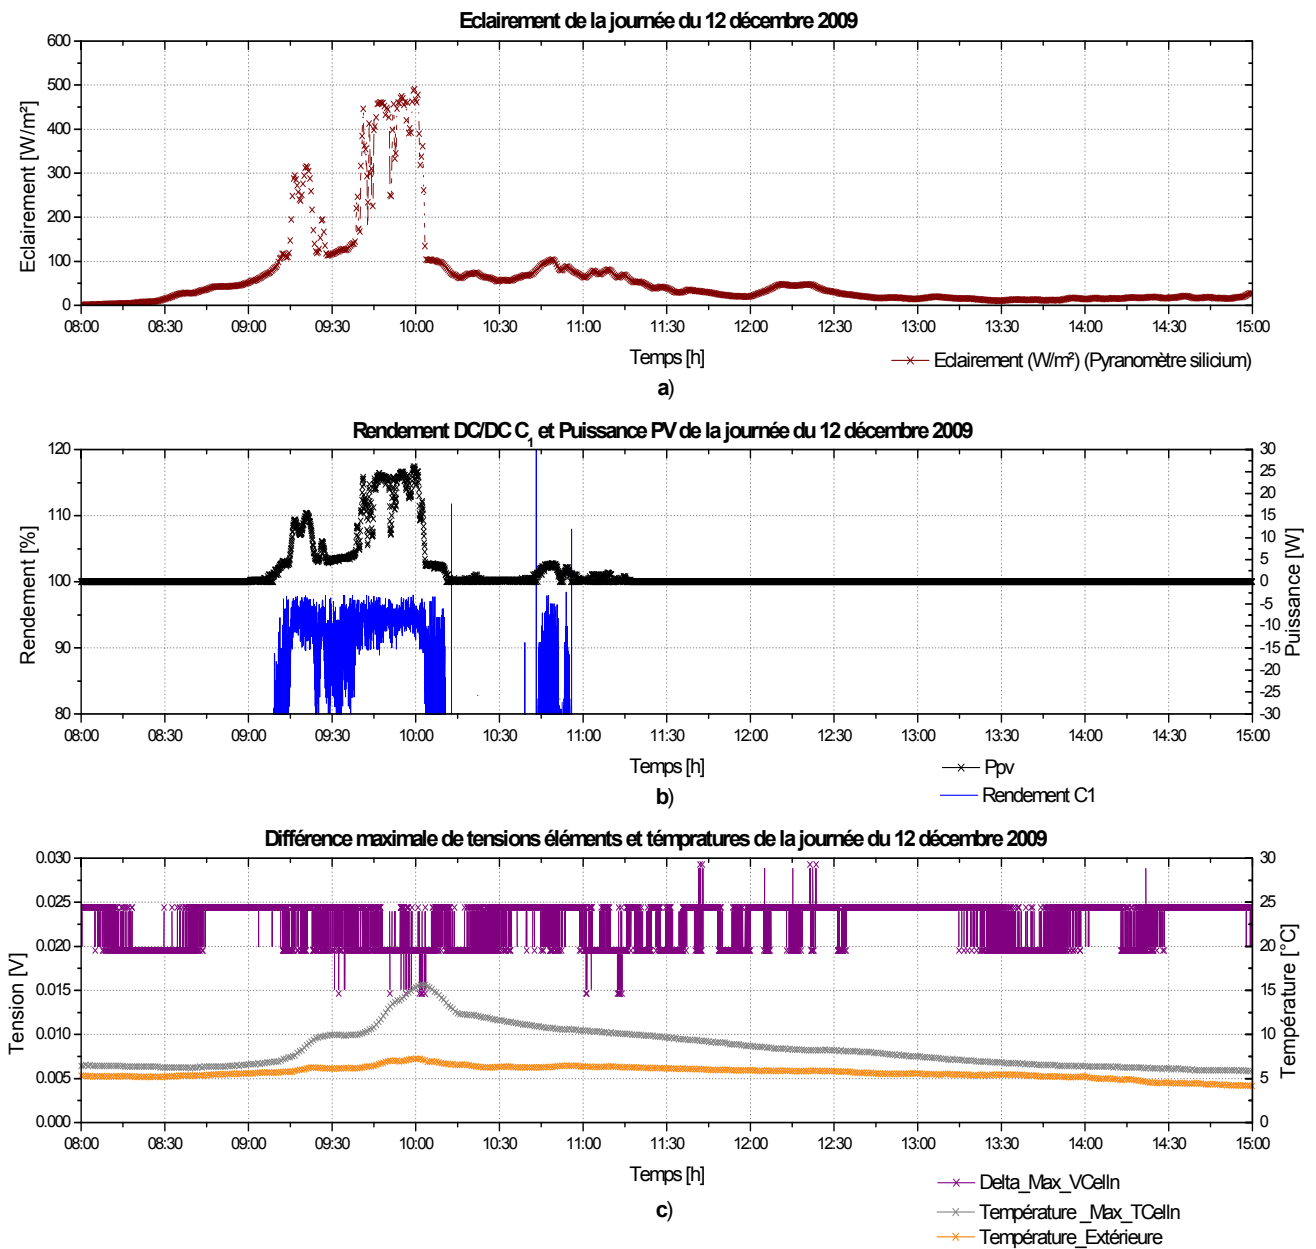 Eclairement de la journée du 12 décembre 2009
600
500
400
300
200
100
0
Eclairement [W/m²]
08:00 08:30 09:00 09:30 10:00 10:30 11:00 11:30 12:00 12:30 13:00 13:30 14:00 14:30 15:00
Temps [h]
Eclairement (W/m²) (Pyranomètre silicium)
a)
Rendement DC/DC C1 et Puissance PV de la journée du 12 décembre 2009
120
110
100
90
80
Rendement [%]
30
25
20
15
10
5
0
-5
-10
-15
-20
-25
-30
Puissance [W]
08:00 08:30 09:00 09:30 10:00 10:30 11:00 11:30 12:00 12:30 13:00 13:30 14:00 14:30 15:00
Temps [h]
Ppv
Rendement C1
b)
Différence maximale de tensions éléments et témpratures de la journée du 12 décembre 2009
0.030
0.025
0.020
0.015
0.010
0.005
0.000
Tension [V]
30
25
20
15
10
5
0
Température [°C]
08:00 08:30 09:00 09:30 10:00 10:30 11:00 11:30 12:00 12:30 13:00 13:30 14:00 14:30 15:00
Temps [h]
Delta_Max_VCelln
Température _Max_TCelln
Température_Extérieure
c)